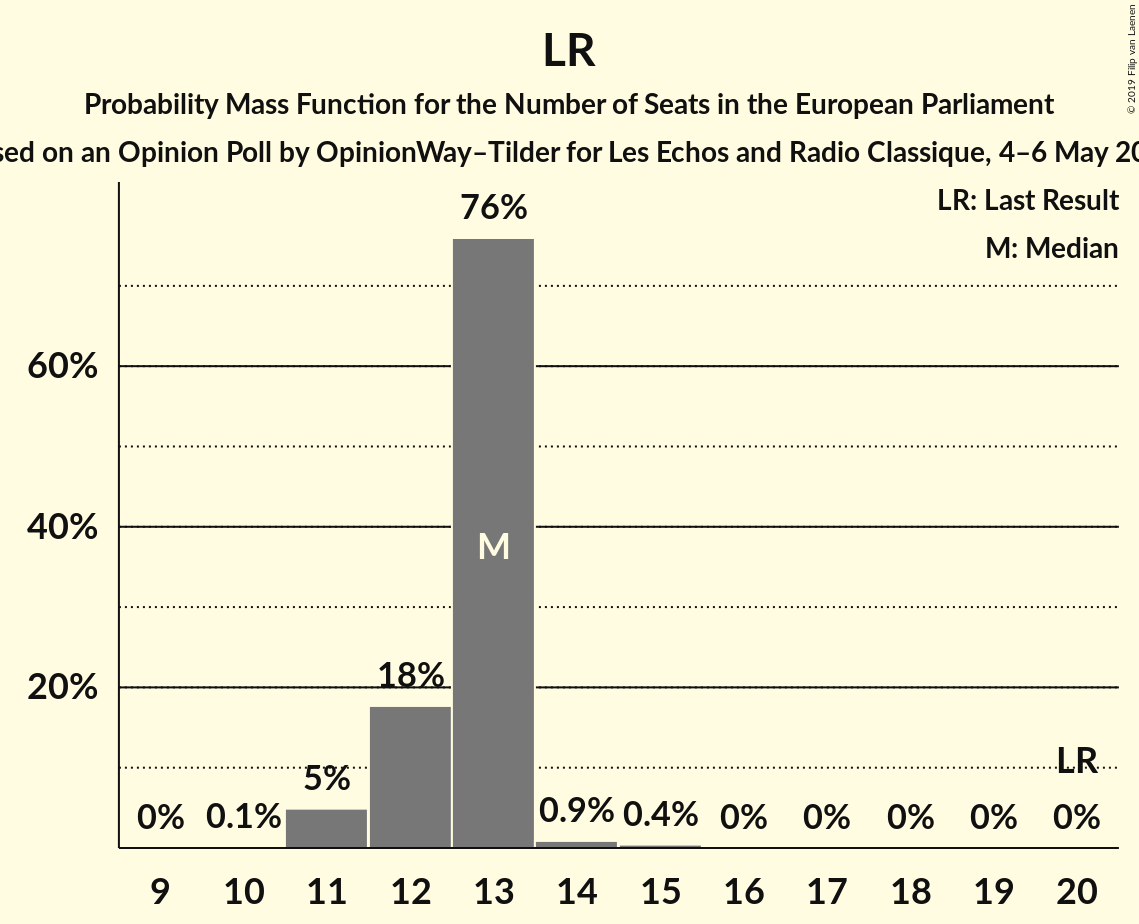 LR
Probability Mass Function for the Number of Seats in the European Parliament
on an Opinion Poll by OpinionWay–Tilder for Les Echos and Radio Classique, 4–6 May
LR: Last Result
M: Median
76%
60%
40%
M
20%
18%
LR
5%
0% 0.1% 0.9% 0.4% 0% 0% 0% 0% 0%
9 10 11 12 13 14 15 16 17 18 19 20
© 2019 Filip van Laenen